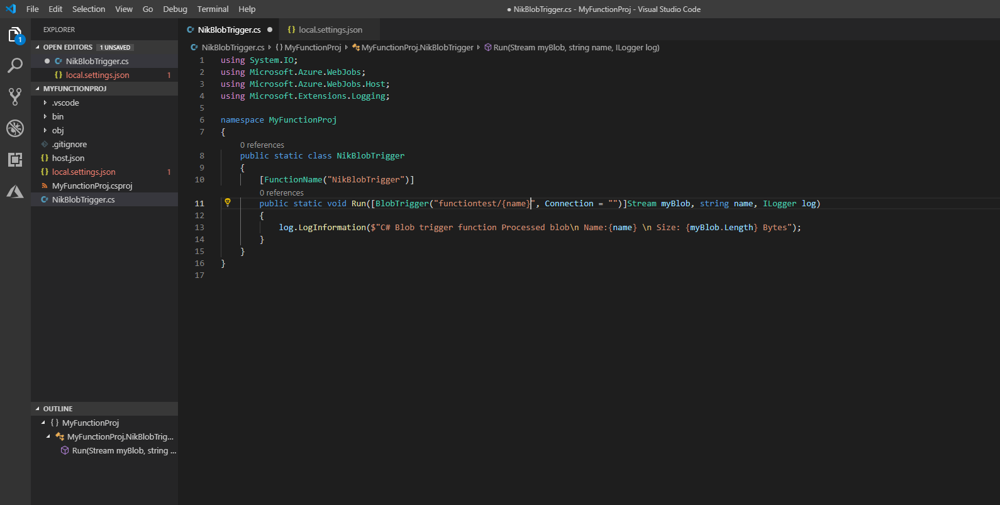 File Edit Selection View Go Debug Terminal Help
● NikBlobTrigger.cs - MyFunctionProj - Visual Studio Code
1
EXPLORER
OPEN EDITORS 1 UNSAVED
● C# NikBlobTrigger.cs
{} local.settings.json 1
MYFUNCTIONPROJ
.vscode
bin
obj
.gitignore
{} host.json
{} local.settings.json 1
MyFunctionProj.csproj
C# NikBlobTrigger.cs
OUTLINE
{} MyFunctionProj
MyFunctionProj.NikBlobTrig...
Run(Stream myBlob, string ...
C# NikBlobTrigger.cs ●
{} local.settings.json
C# NikBlobTrigger.cs {} MyFunctionProj MyFunctionProj.NikBlobTrigger Run(Stream myBlob, string name, ILogger log)
1 using System.IO;
2 using Microsoft.Azure.WebJobs;
3 using Microsoft.Azure.WebJobs.Host;
4 using Microsoft.Extensions.Logging;
5
6 namespace MyFunctionProj
7 {
0 references
8 public static class NikBlobTrigger
9 {
10 [FunctionName("NikBlobTrigger")]
0 references
11 public static void Run([BlobTrigger("functiontest/{name}", Connection = "")]Stream myBlob, string name, ILogger log)
12 {
13 log.LogInformation($"C# Blob trigger function Processed blob\n Name:{name} \n Size: {myBlob.Length} Bytes");
14 }
15 }
16 }
17